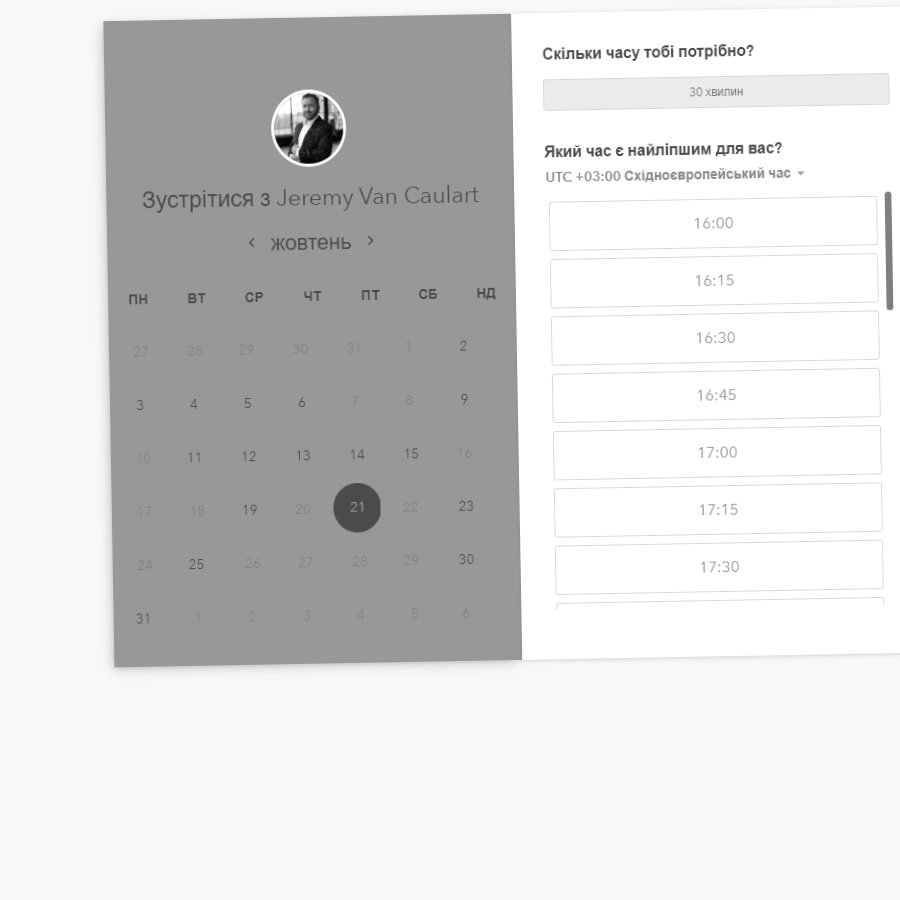 Зустрітися з Jeremy Van Caulart
жовтень
ПН ВТ СР ЧТ ПТ СБ НД
27 28 29 30 31 1 2
3 4 5 6 7 8 9
10 11 12 13 14 15 16
17 18 19 20 21 22 23
24 25 26 27 28 29 30
31 1 2 3 4 5 6
Скільки часу тобі потрібно?
30 хвилин
Який час є найліпшим для вас?
UTC +03:00 Східноєвропейський час
16:00
16:15
16:30
16:45
17:00
17:15
17:30